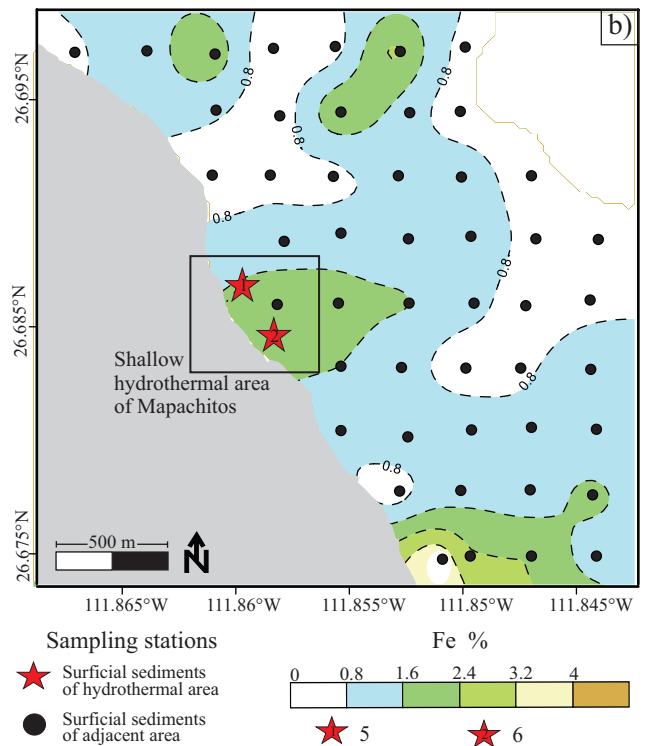 b)
26.695°N
26.685°N
26.675°N
0.8
0.8
0.8
0.8
0.8
0.8
1
2
Shallow
hydrothermal area
of Mapachitos
500 m
N
111.865°W 111.86°W 111.855°W 111.85°W 111.845°W
Sampling stations
Surficial sediments
of hydrothermal area
Surficial sediments
of adjacent area
Fe %
0 0.8 1.6 2.4 3.2 4
1 5 2 6